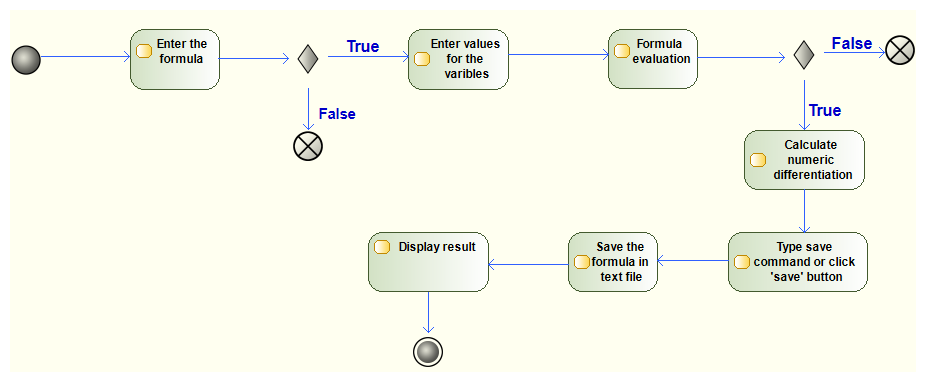 Enter the
formula
True
False
Enter values
for the
varibles
Formula
evaluation
False
True
Calculate
numeric
differentiation
Type save
command or click
'save' button
Save the
formula in
text file
Display result